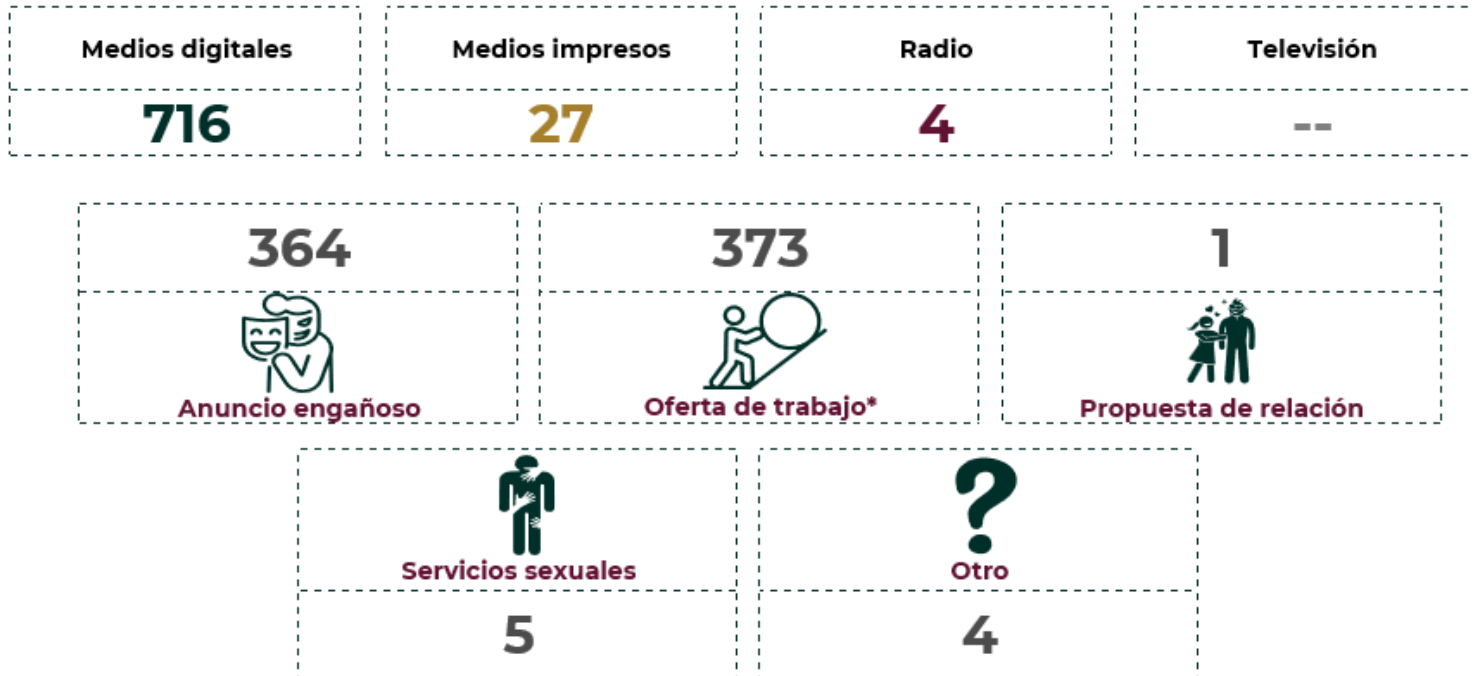 Medios digitales
716
Medios impresos
27
Radio
4
Televisión
--
364
Anuncio engañoso
373
Oferta de trabajo*
1
Propuesta de relación
Servicios sexuales
5
?
Otro
4